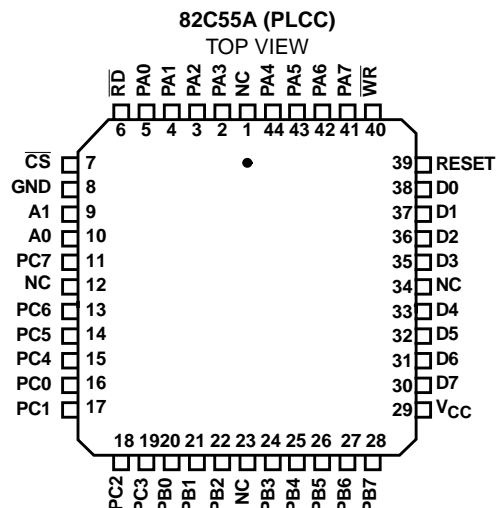 82C55A (PLCC)
TOP VIEW
RD PA0 PA1 PA2 PA3 NC PA4 PA5 PA6 PA7 WR
6 5 4 3 2 1 44 43 42 41 40
CS 7 39 RESET
GND 8 38 D0
A1 9 37 D1
A0 10 36 D2
PC7 11 35 D3
NC 12 34 NC
PC6 13 33 D4
PC5 14 32 D5
PC4 15 31 D6
PC0 16 30 D7
PC1 17 29 VCC
18 19 20 21 22 23 24 25 26 27 28
PC2 PC3 PB0 PB1 PB2 NC PB3 PB4 PB5 PB6 PB7